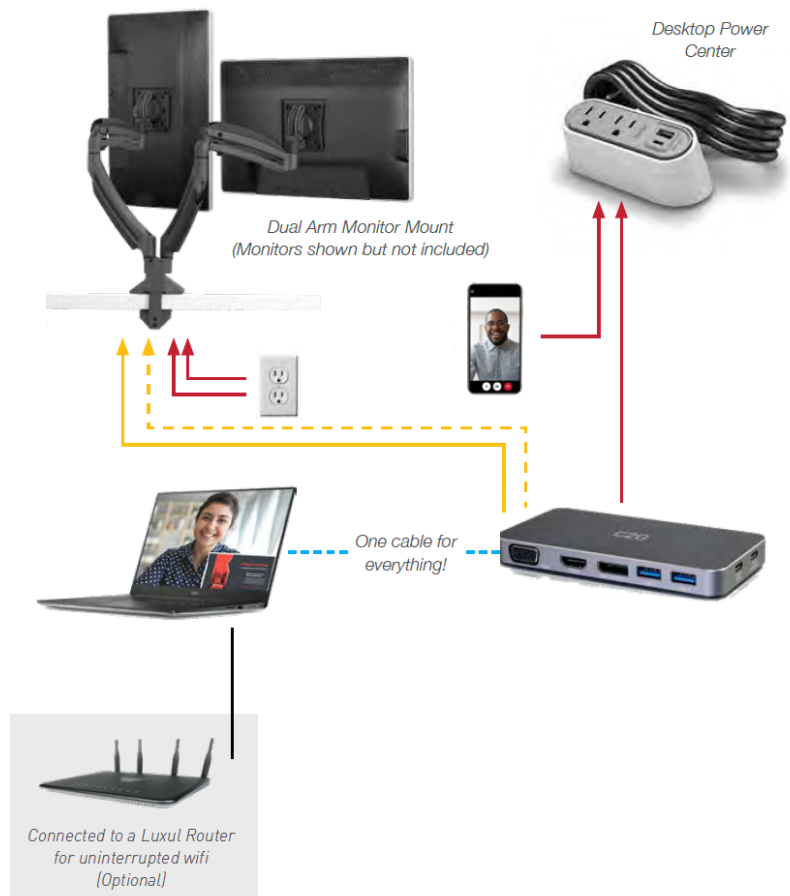 Desktop Power
Center
Dual Arm Monitor Mount
(Monitors shown but not included)
One cable for
everything!
C2G
Connected to a Luxul Router
for uninterrupted wifi
(Optional)